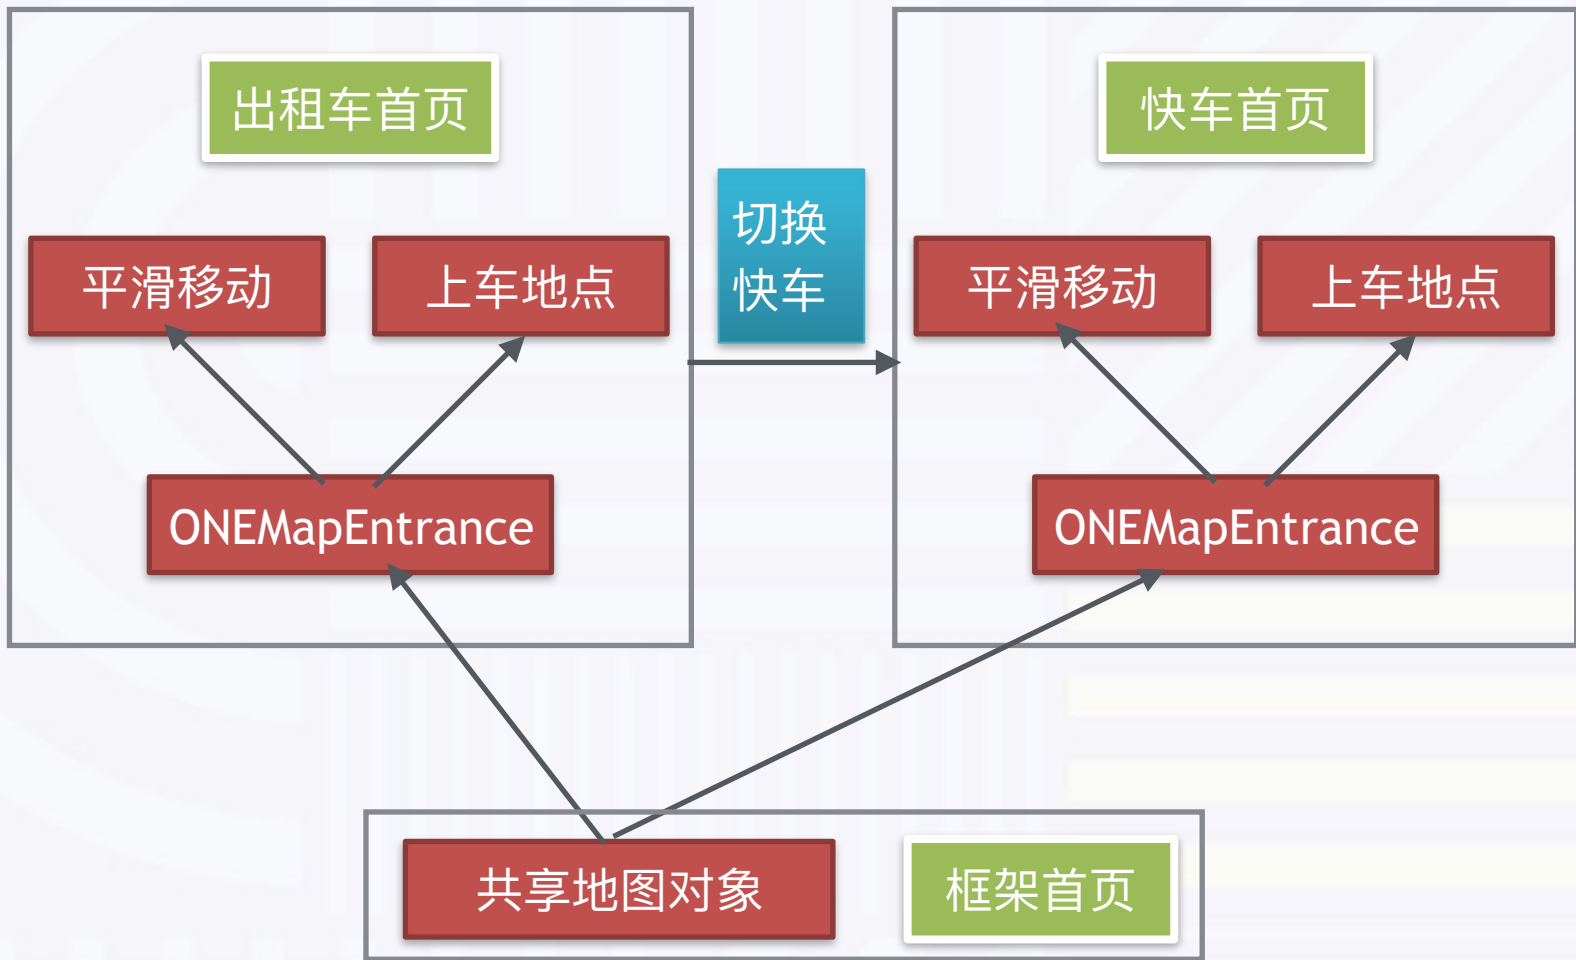 出租车首页
快车首页
切换
快车
平滑移动
上车地点
平滑移动
上车地点
ONEMapEntrance
ONEMapEntrance
共享地图对象
框架首页